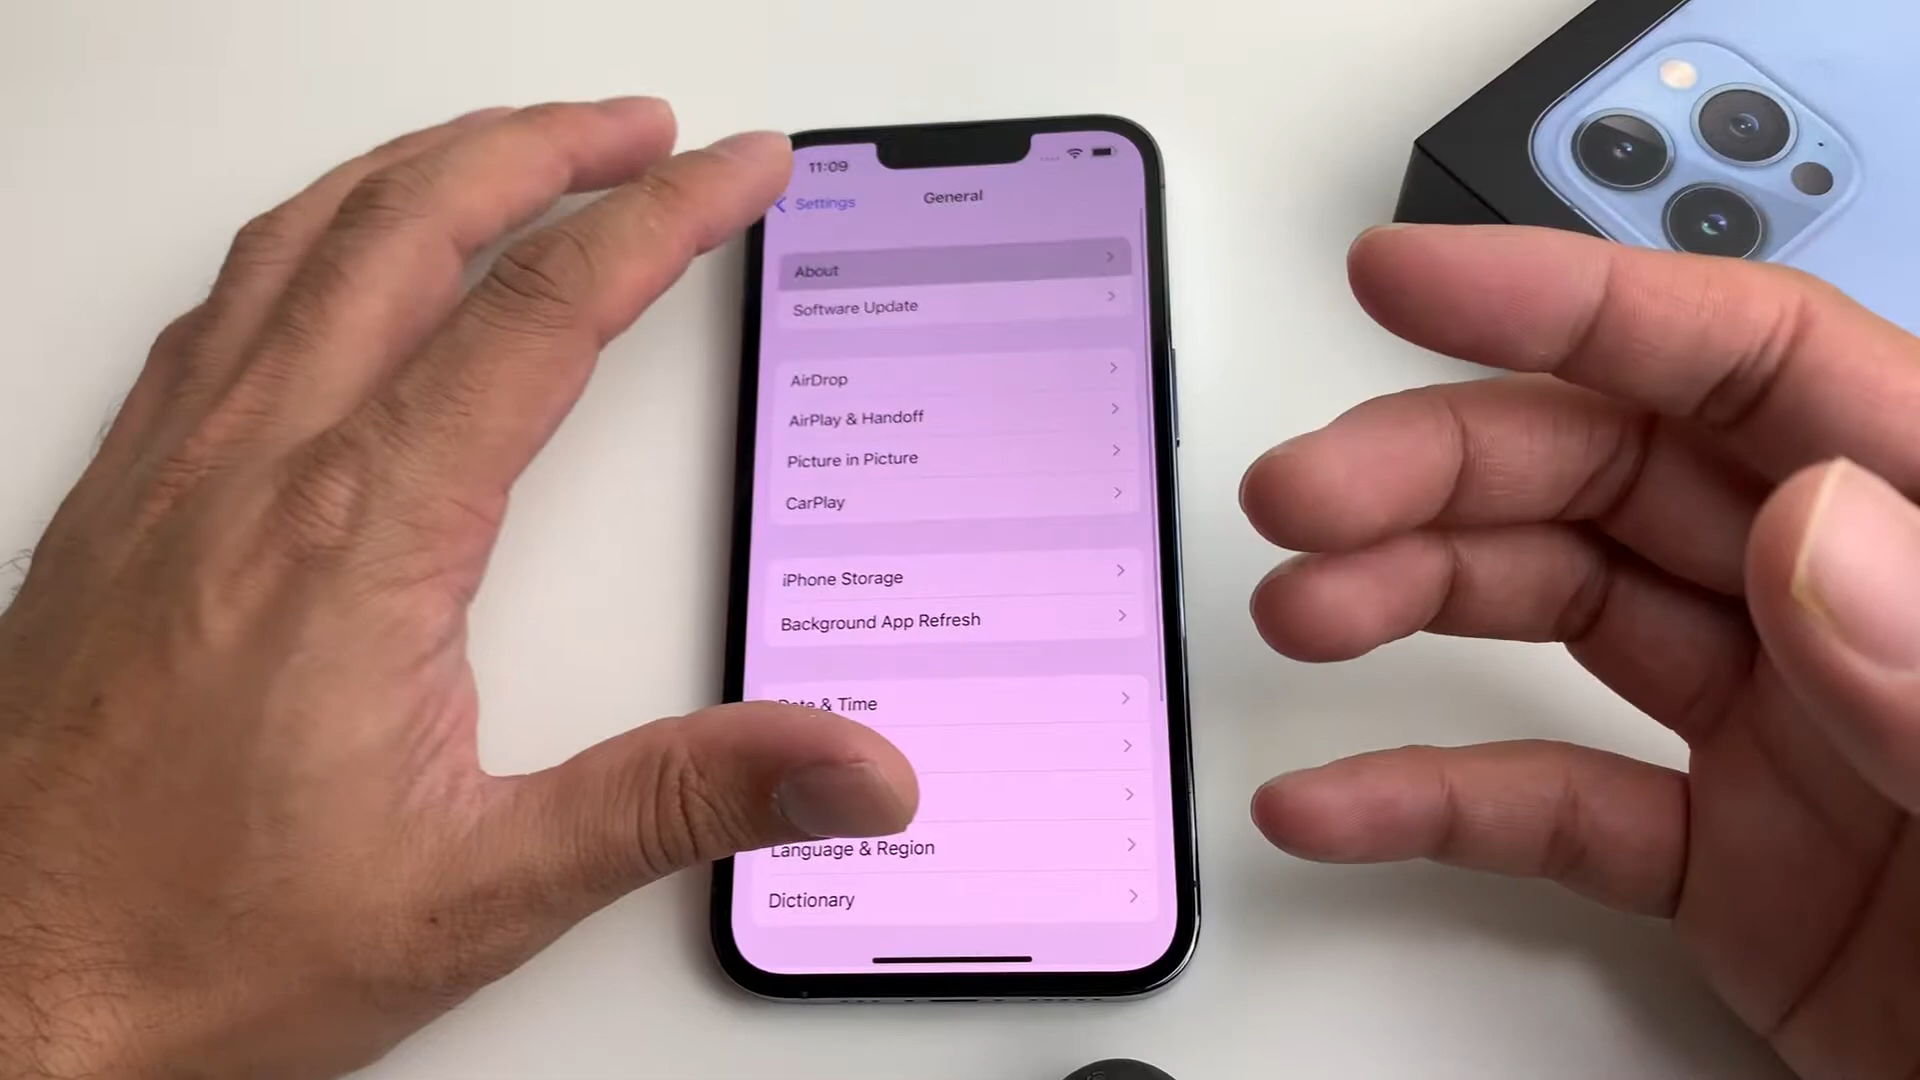 11:09
Settings
General
About
Software Update
AirDrop
AirPlay & Handoff
Picture in Picture
CarPlay
iPhone Storage
Background App Refresh
Date & Time
Language & Region
Dictionary